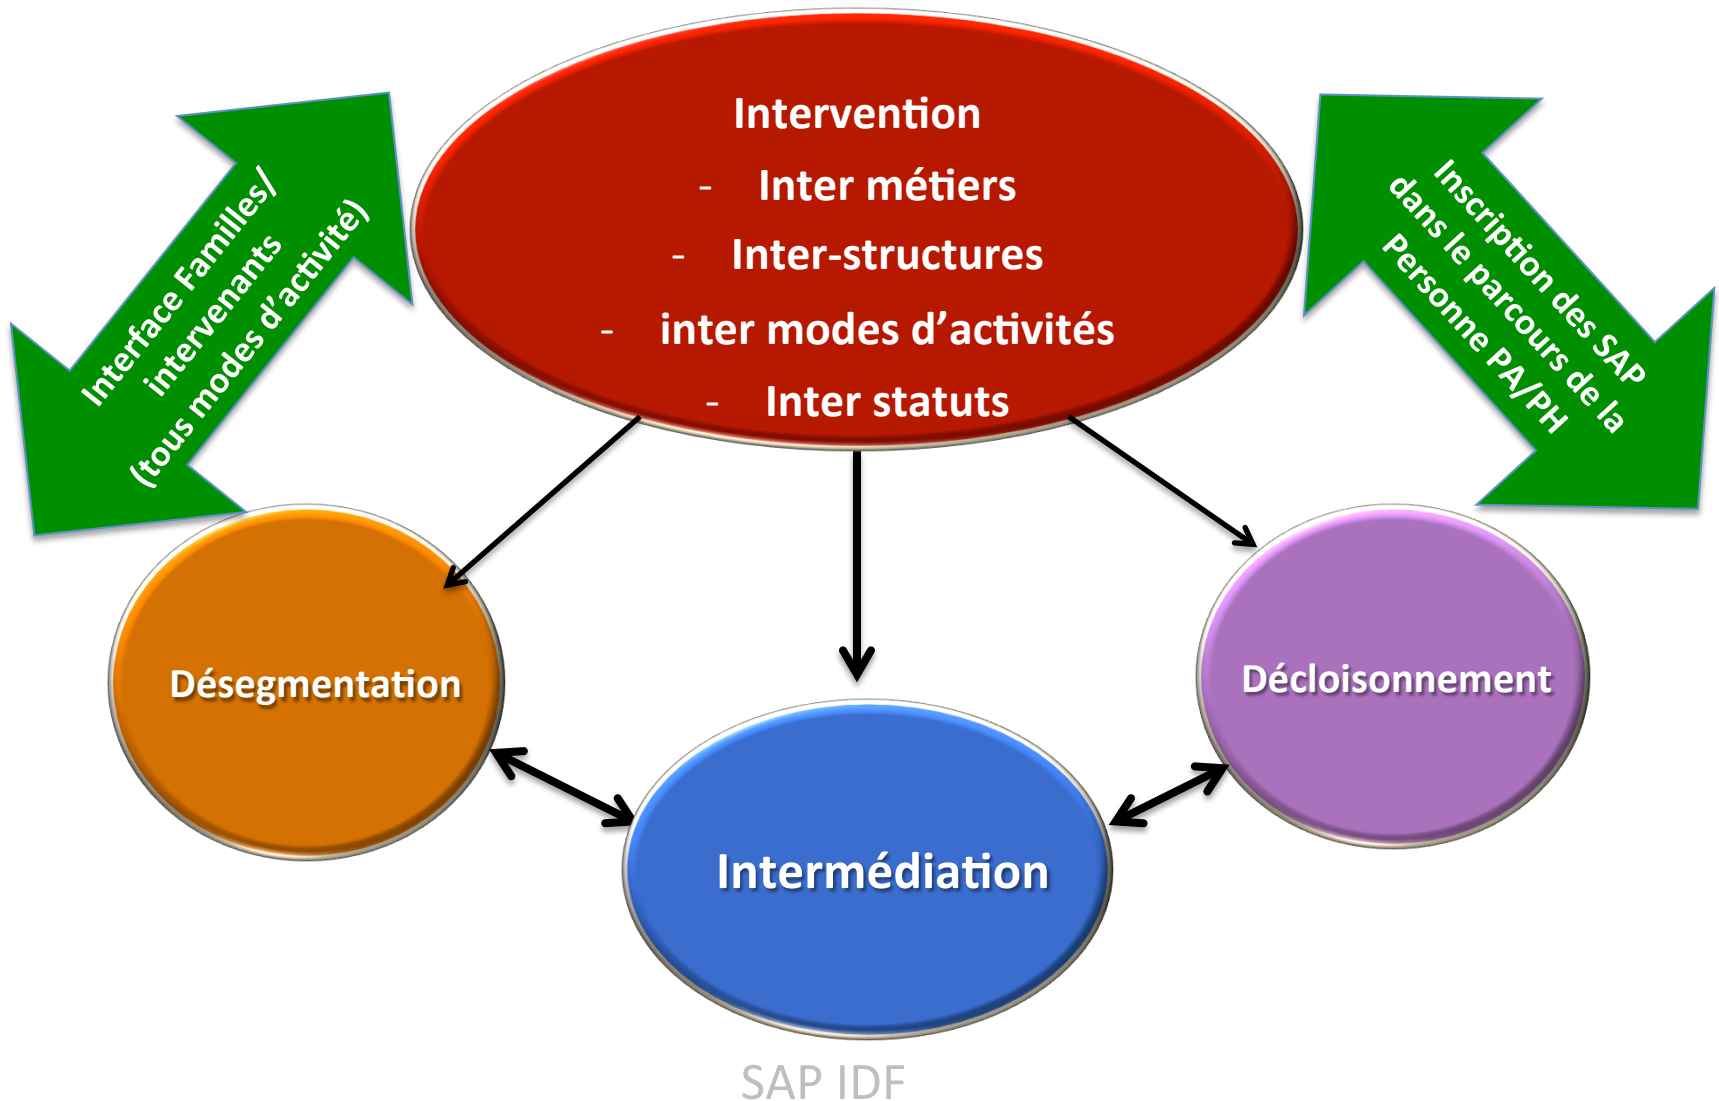 Intervention
- Inter métiers
- Inter-structures
- inter modes d’activités
- Inter statuts
Interface Familles/
intervenants
(tous modes d’activité)
Inscription des SAP
dans le parcours de la
Personne PA/PH
Désegmentation
Décloisonnement
Intermédiation
SAP IDF